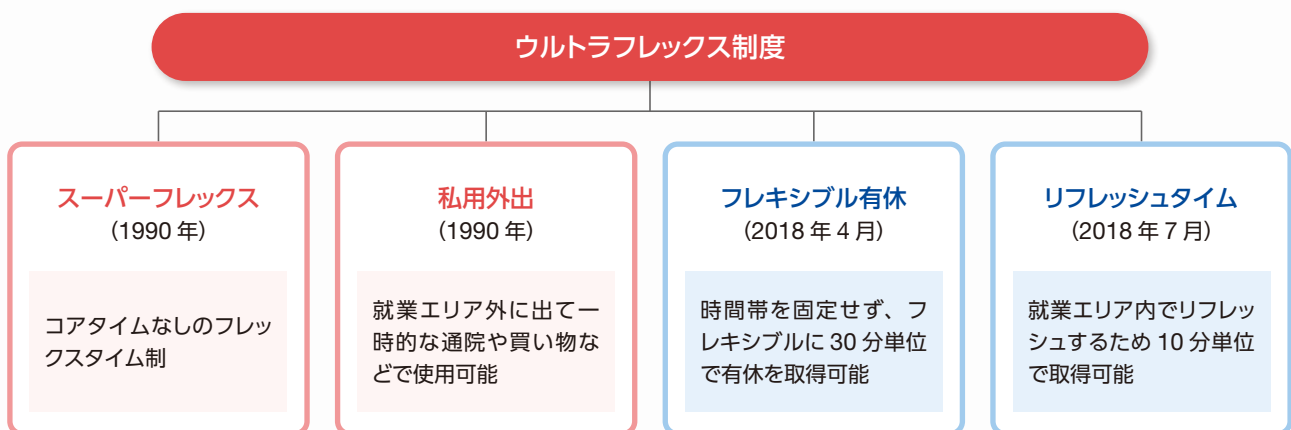 ウルトラフレックス制度
スーパーフレックス
(1990 年)
コアタイムなしのフレッ
クスタイム制
私用外出
(1990 年)
就業エリア外に出て一
時的な通院や買い物な
どで使用可能
フレキシブル有休
(2018 年 4 月)
時間帯を固定せず、フ
レキシブルに 30 分単位
で有休を取得可能
リフレッシュタイム
(2018 年 7 月)
就業エリア内でリフレッ
シュするため 10 分単位
で取得可能